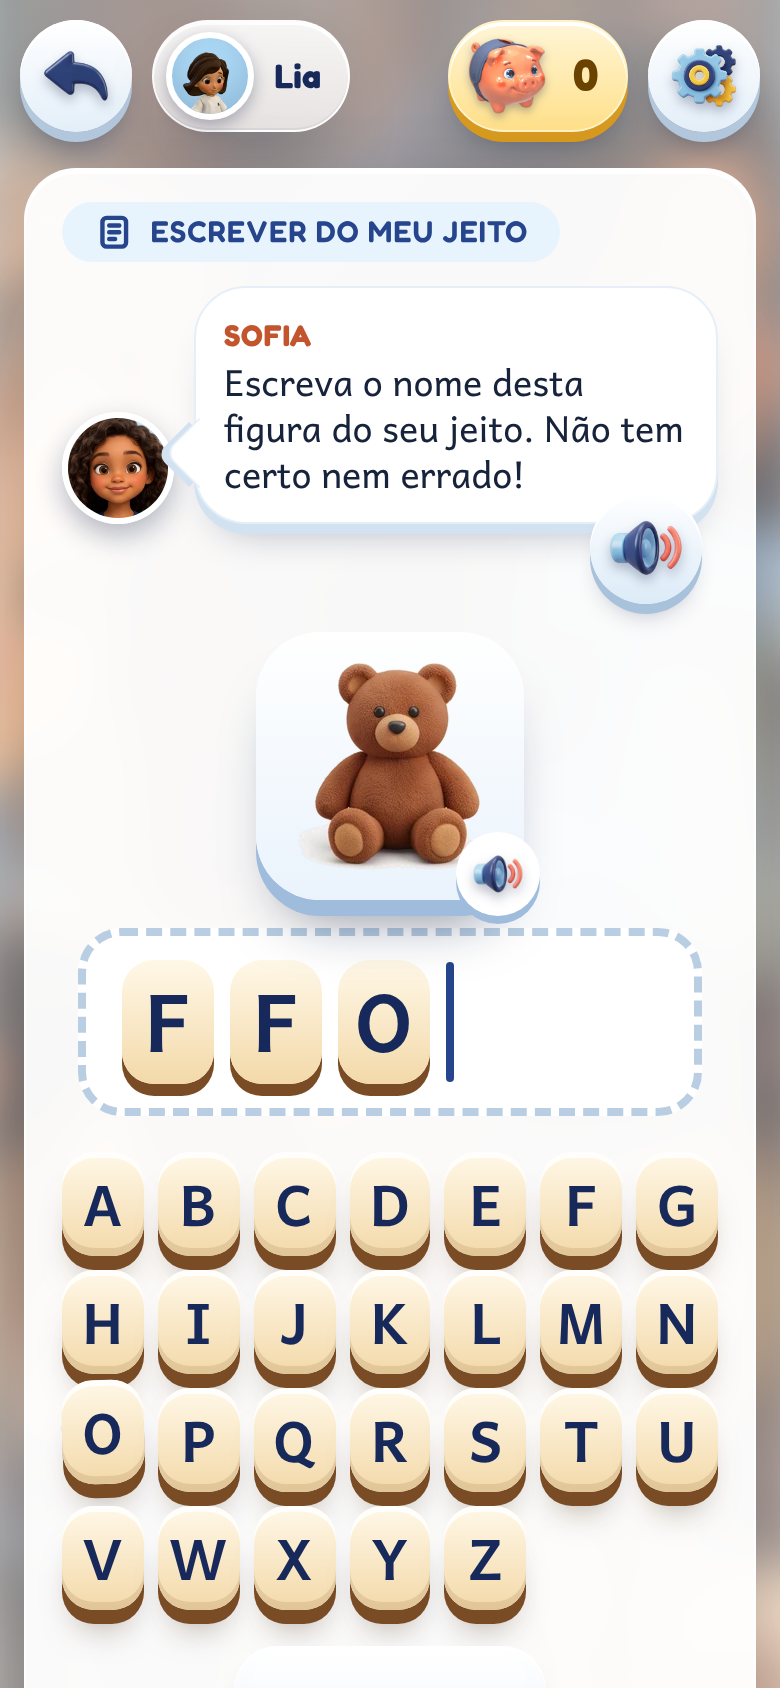 Lia
0
ESCREVER DO MEU JEITO
SOFIA
Escreva o nome desta
figura do seu jeito. Não tem
certo nem errado!
F F O
A B C D E F G
H I J K L M N
O P Q R S T U
V W X Y Z